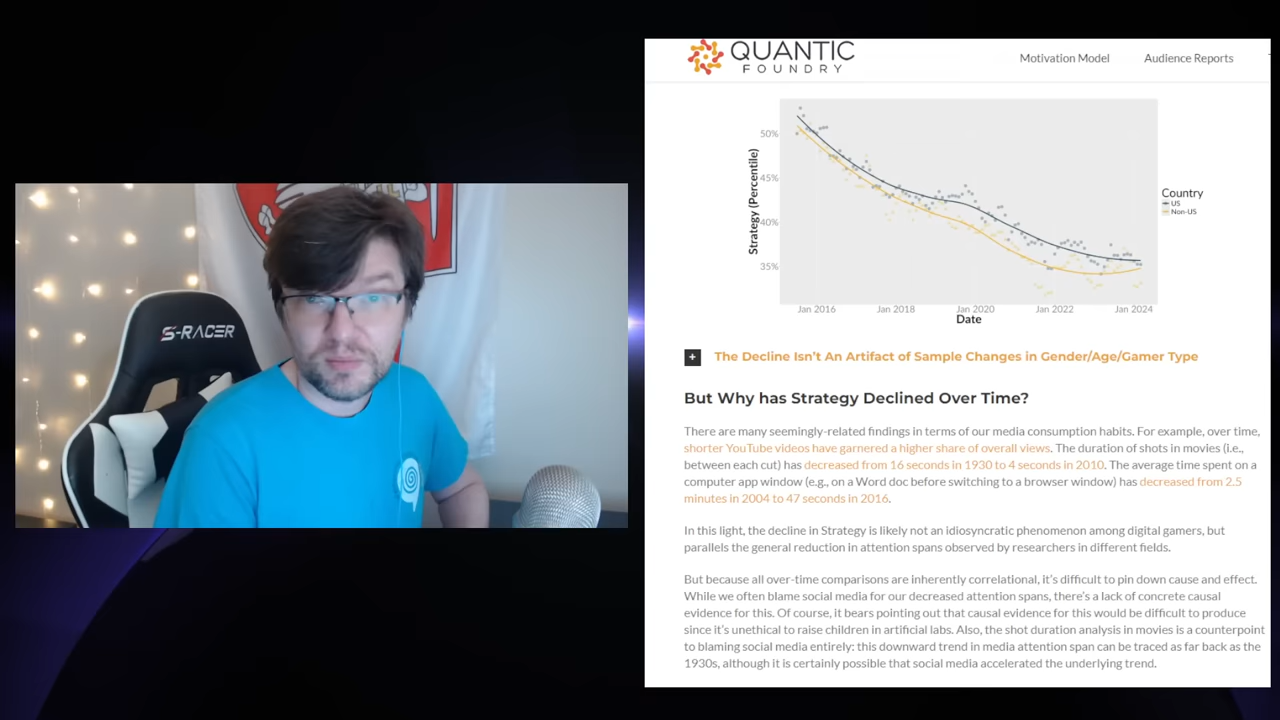 S-RACER
QUANTIC
FOUNDRY
Motivation Model
Audience Reports
Strategy (Percentile)
50%
45%
40%
35%
Jan 2016
Jan 2018
Jan 2020
Jan 2022
Jan 2024
Date
Country
US
Non-US
+
The Decline Isn't An Artifact of Sample Changes in Gender/Age/Gamer Type
But Why has Strategy Declined Over Time?
There are many seemingly-related findings in terms of our media consumption habits. For example, over time,
shorter YouTube videos have garnered a higher share of overall views. The duration of shots in movies (i.e.,
between each cut) has decreased from 16 seconds in 1930 to 4 seconds in 2010. The average time spent on a
computer app window (e.g., on a Word doc before switching to a browser window) has decreased from 2.5
minutes in 2004 to 47 seconds in 2016.
In this light, the decline in Strategy is likely not an idiosyncratic phenomenon among digital gamers, but
parallels the general reduction in attention spans observed by researchers in different fields.
But because all over-time comparisons are inherently correlational, it's difficult to pin down cause and effect.
While we often blame social media for our decreased attention spans, there's a lack of concrete causal
evidence for this. Of course, it bears pointing out that causal evidence for this would be difficult to produce
since it's unethical to raise children in artificial labs. Also, the shot duration analysis in movies is a counterpoint
to blaming social media entirely: this downward trend in media attention span can be traced as far back as the
1930s, although it is certainly possible that social media accelerated the underlying trend.